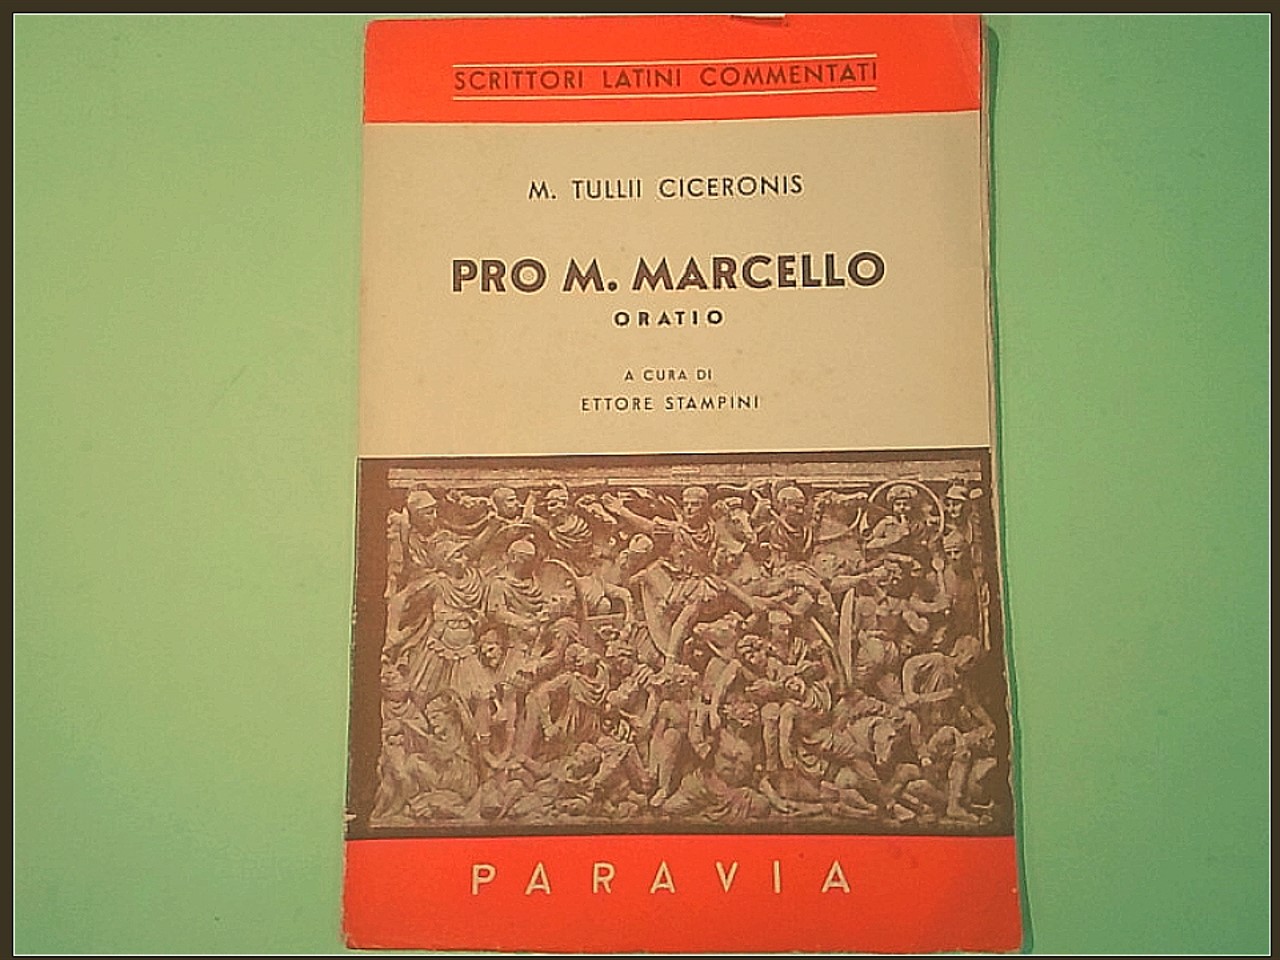 SCRITTORI LATINI COMMENTATI
M. TULLII CICERONIS
PRO M. MARCELLO
ORATIO
A CURA DI
ETTORE STAMPINI
PARAVIA